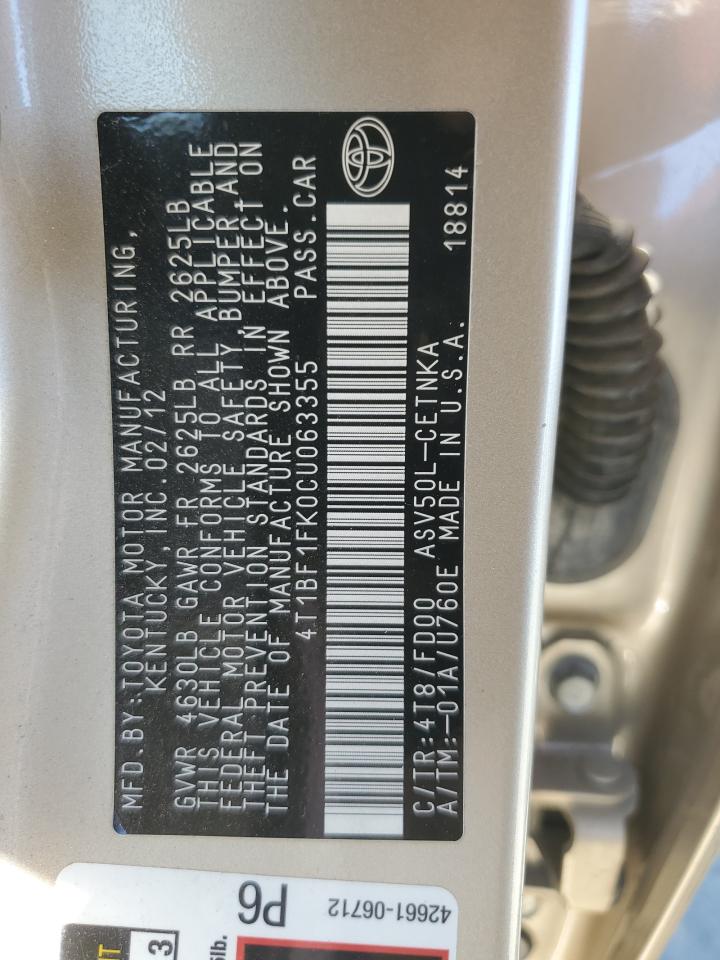 MFD.BY:TOYOTA MOTOR MANUFACTURING,
KENTUCKY,INC.02/12
GVWR 4630LB GAWR FR 2625LB RR 2625LB
THIS VEHICLE CONFORMS TO ALL APPLICABLE
FEDERAL MOTOR VEHICLE SAFETY,BUMPER,AND
THEFT PREVENTION STANDARDS IN EFFECT ON
THE DATE OF MANUFACTURE SHOWN ABOVE.
4T1BF1FK0CU063355 PASS.CAR
C/TR:4T8/FD00 ASV50L-CETNKA
A/TM:-01A/U760E MADE IN U.S.A. 18814
P6
42661-06712
lb.
3